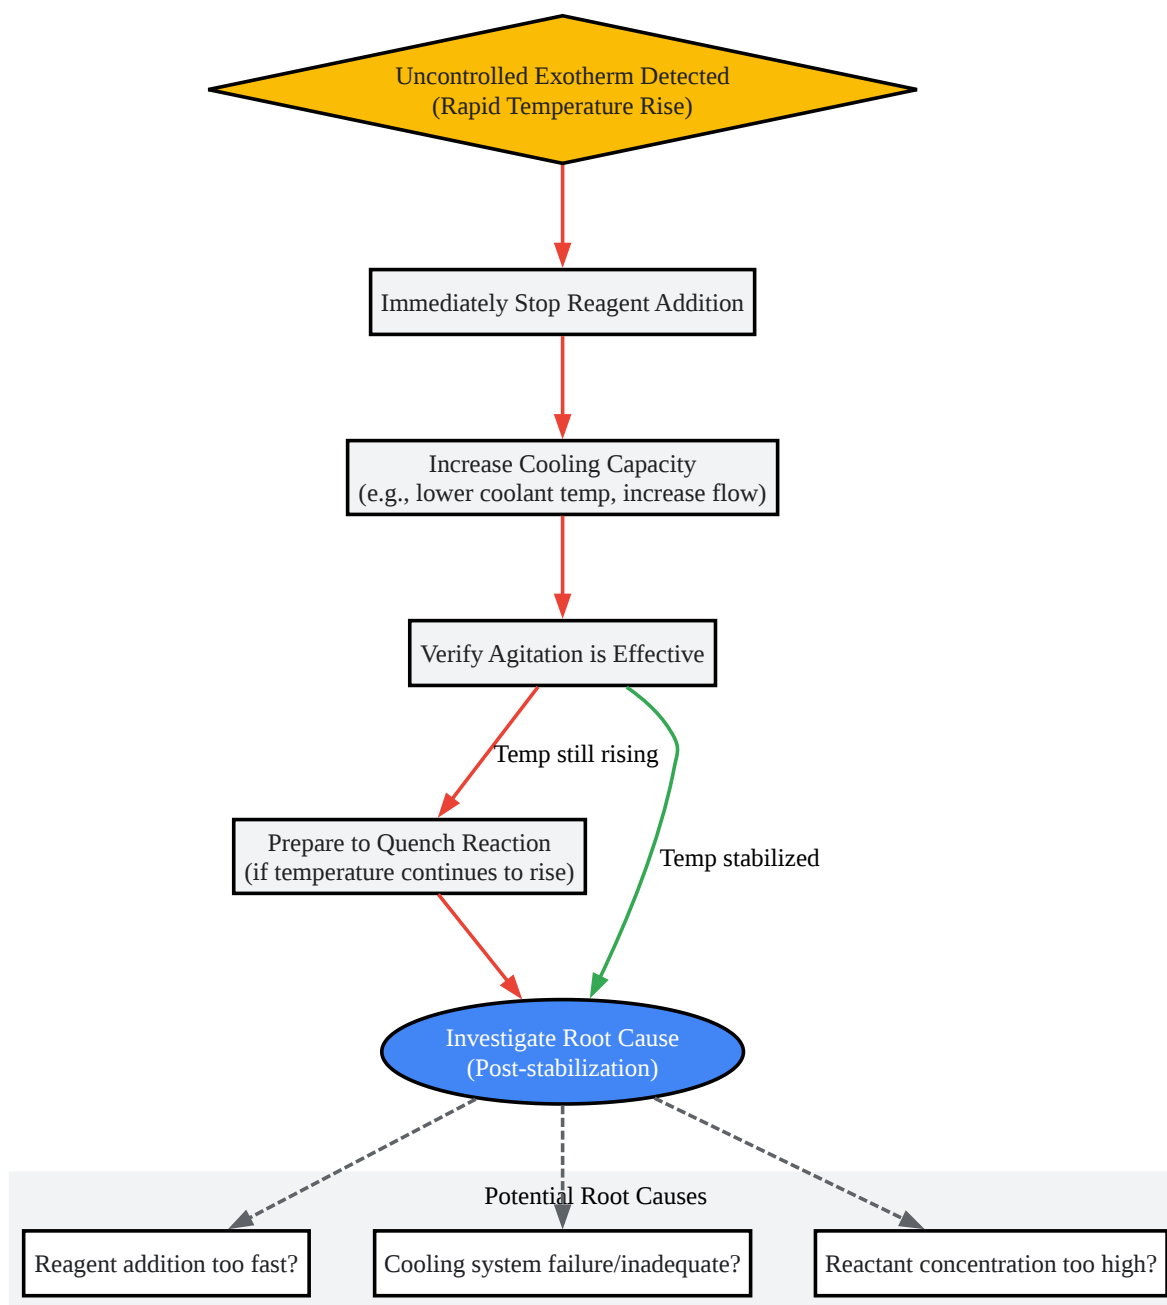 Uncontrolled Exotherm Detected
(Rapid Temperature Rise)
Immediately Stop Reagent Addition
Increase Cooling Capacity
(e.g., lower coolant temp, increase flow)
Verify Agitation is Effective
Temp still rising
Prepare to Quench Reaction
(if temperature continues to rise)
Temp stabilized
Investigate Root Cause
(Post-stabilization)
Potential Root Causes
Reagent addition too fast?
Cooling system failure/inadequate?
Reactant concentration too high?